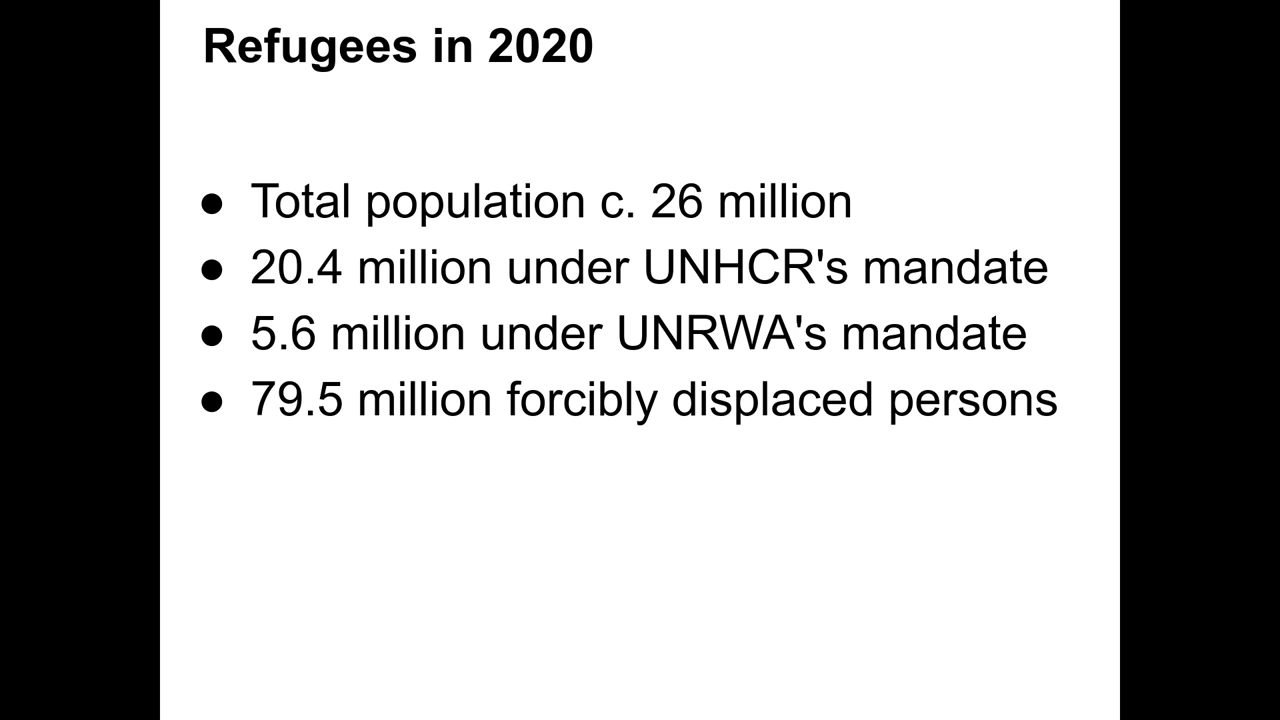 Refugees in 2020
● Total population c. 26 million
● 20.4 million under UNHCR's mandate
● 5.6 million under UNRWA's mandate
● 79.5 million forcibly displaced persons